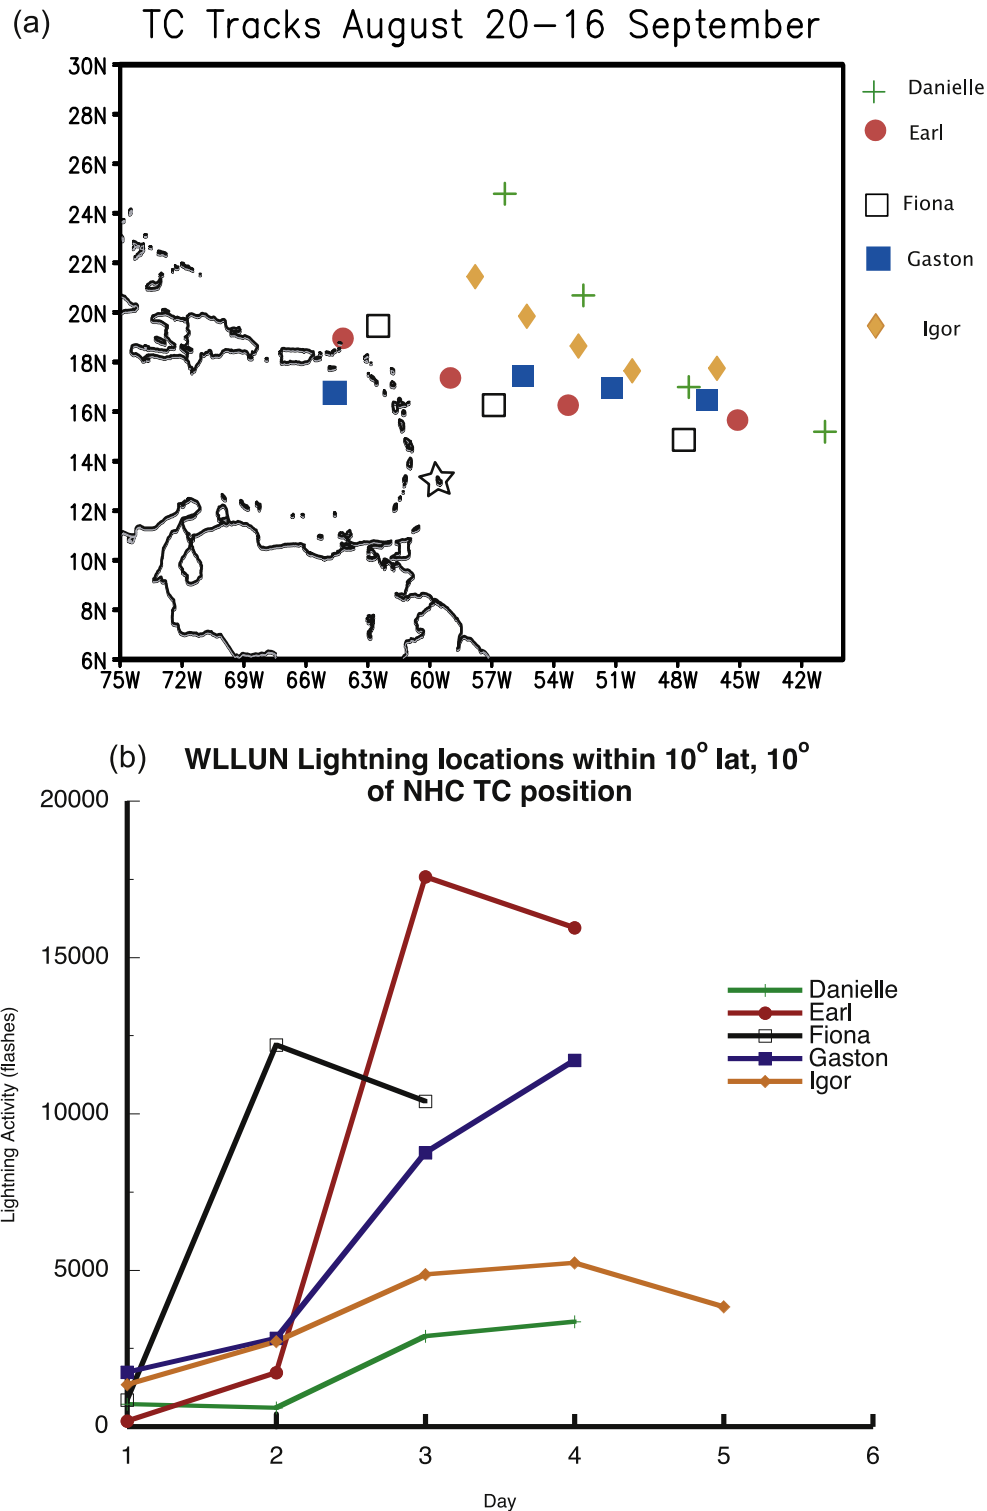 (a) TC Tracks August 20-16 September
30N
28N
26N
24N
22N
20N
18N
16N
14N
12N
10N
8N
6N
75W 72W 69W 66W 63W 60W 57W 54W 51W 48W 45W 42W
Danielle
Earl
Fiona
Gaston
Igor
(b) WLLUN Lightning locations within 10° lat, 10°
of NHC TC position
Lightning Activity (flashes)
20000
15000
10000
5000
0
1 2 3 4 5 6
Day
Danielle
Earl
Fiona
Gaston
Igor